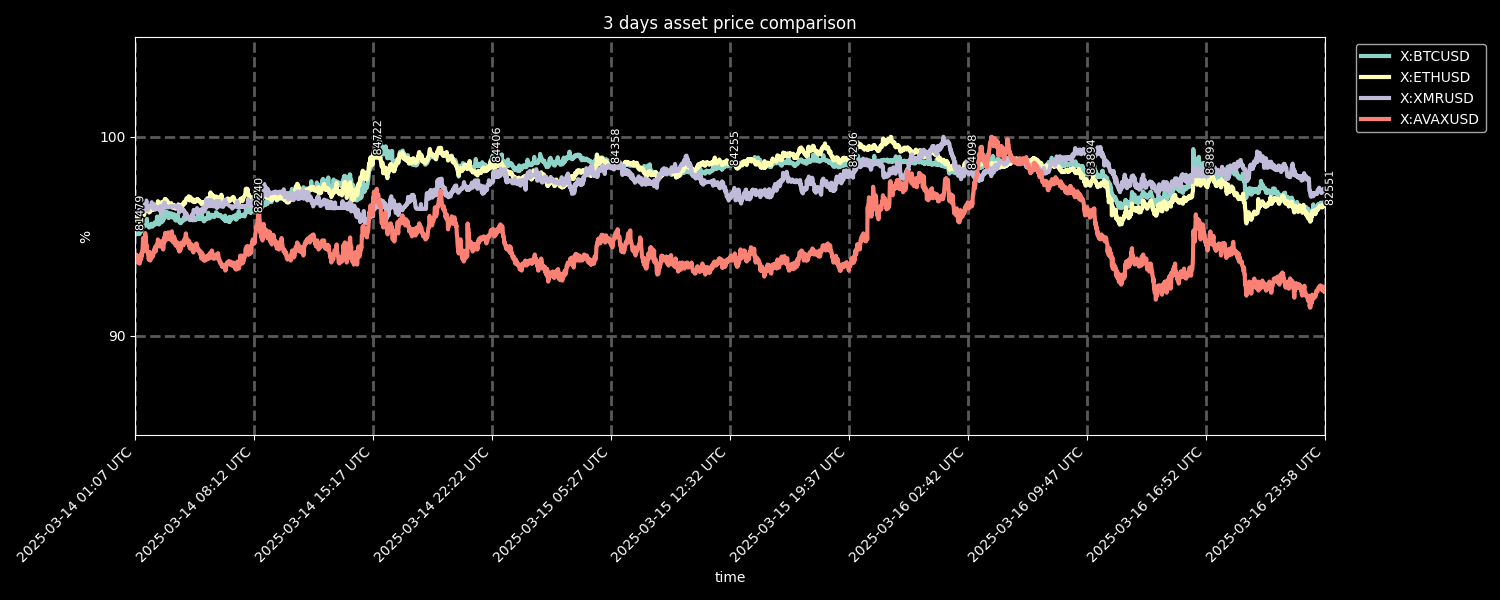 3 days asset price comparison
X:BTCUSD
X:ETHUSD
X:XMRUSD
X:AVAXUSD
%
100
90
82240
84722
84406
84358
84255
84206
84098
83894
83893
82551
2025-03-14 01:07 UTC
2025-03-14 08:12 UTC
2025-03-14 15:17 UTC
2025-03-14 22:22 UTC
2025-03-15 05:27 UTC
2025-03-15 12:32 UTC
2025-03-15 19:37 UTC
2025-03-16 02:42 UTC
2025-03-16 09:47 UTC
2025-03-16 16:52 UTC
2025-03-16 23:58 UTC
time